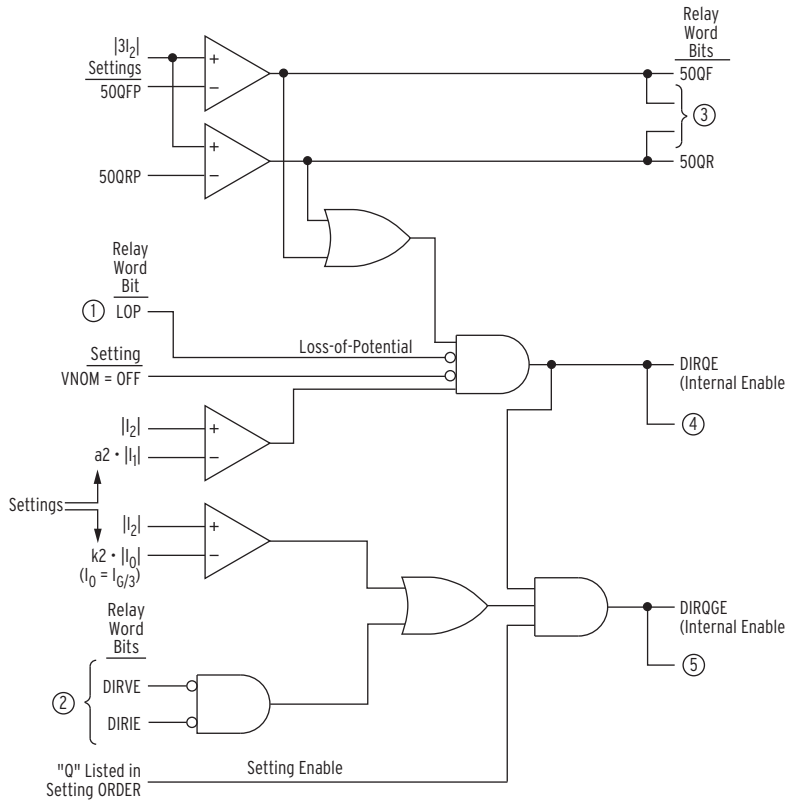 Relay
Word
Bits
|3I2|
Settings
50QFP
+
–
50QF
3
+
–
50QRP
50QR
Relay
Word
Bit
1 LOP
Loss-of-Potential
Setting
VNOM = OFF
DIRQE
(Internal Enable
4
|I2|
+
a2 • |I1|
–
Settings
|I2|
+
k2 • |I0|
–
(I0 = IG/3)
DIRQGE
(Internal Enable
5
Relay
Word
Bits
2
DIRVE
DIRIE
"Q" Listed in
Setting ORDER
Setting Enable